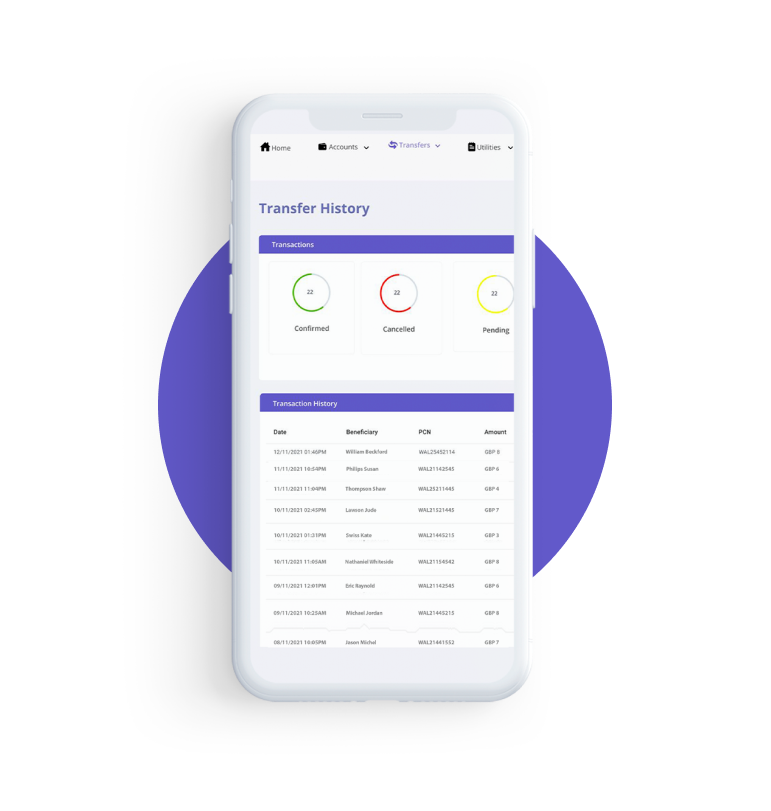 Home Accounts Transfers Utilities
Transfer History
Transactions
22 22 22
Confirmed Cancelled Pending
Transaction History
Date Beneficiary PCN Amount
12/11/2021 01:46PM William Beckford WAL25452114 GBP 8
11/11/2021 10:54PM Philips Susan WAL21142545 GBP 6
11/11/2021 11:04PM Thompson Shaw WAL25211445 GBP 4
10/11/2021 02:45PM Lawson Jude WAL21521445 GBP 7
10/11/2021 01:31PM Swiss Kate WAL21445215 GBP 3
10/11/2021 11:05AM Nathaniel Whiteside WAL21154542 GBP 8
09/11/2021 12:01PM Eric Raynold WAL21142545 GBP 6
09/11/2021 10:25AM Michael Jordan WAL21445215 GBP 8
08/11/2021 10:05PM Jason Michel WAL21441552 GBP 7